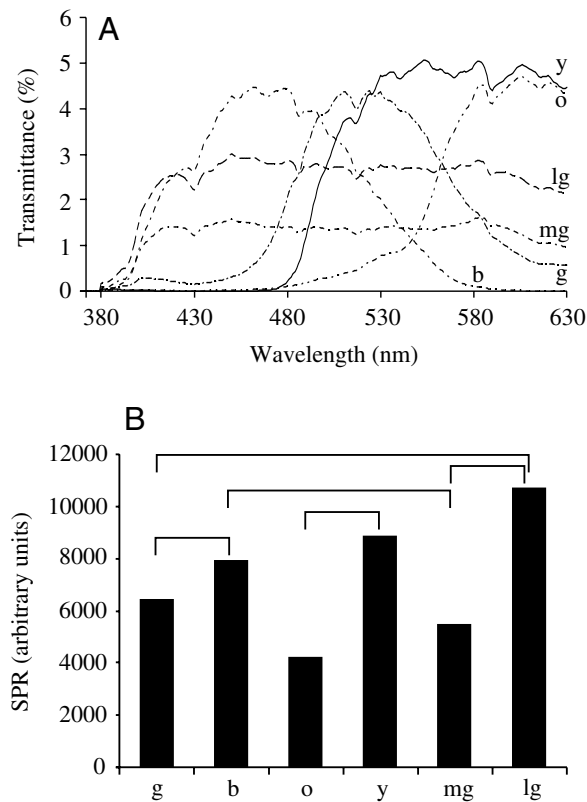 A
Transmittance (%)
6
5
4
3
2
1
0
y
o
lg
mg
g
b
380 430 480 530 580 630
Wavelength (nm)
B
SPR (arbitrary units)
12000
10000
8000
6000
4000
2000
0
g b o y mg lg